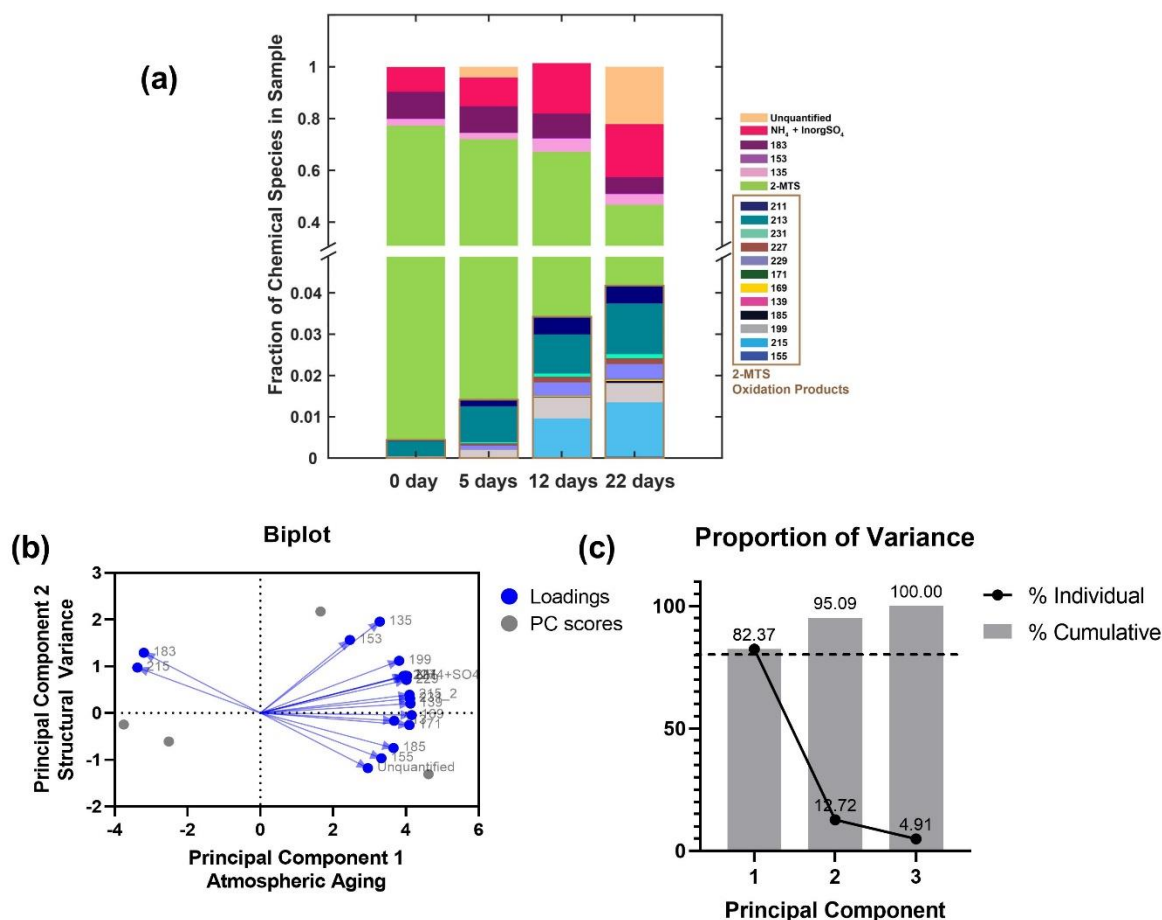 (a)
Fraction of Chemical Species in Sample
1
0.8
0.6
0.4
0.04
0.03
0.02
0.01
0
0 day
5 days
12 days
22 days
Unquantified
NH₄ + InorgSO₄
183
153
135
2-MTS
211
213
231
227
229
171
169
139
185
199
215
155
2-MTS
Oxidation Products
(b)
Biplot
Principal Component 2
Structural Variance
3
2
1
0
-1
-2
-4
-2
0
2
4
6
Principal Component 1
Atmospheric Aging
183
215
135
153
199
229
215_2
139
171
185
155
Unquantified
Loadings
PC scores
(c)
Proportion of Variance
100
50
0
82.37
95.09
100.00
12.72
4.91
1
2
3
Principal Component
% Individual
% Cumulative